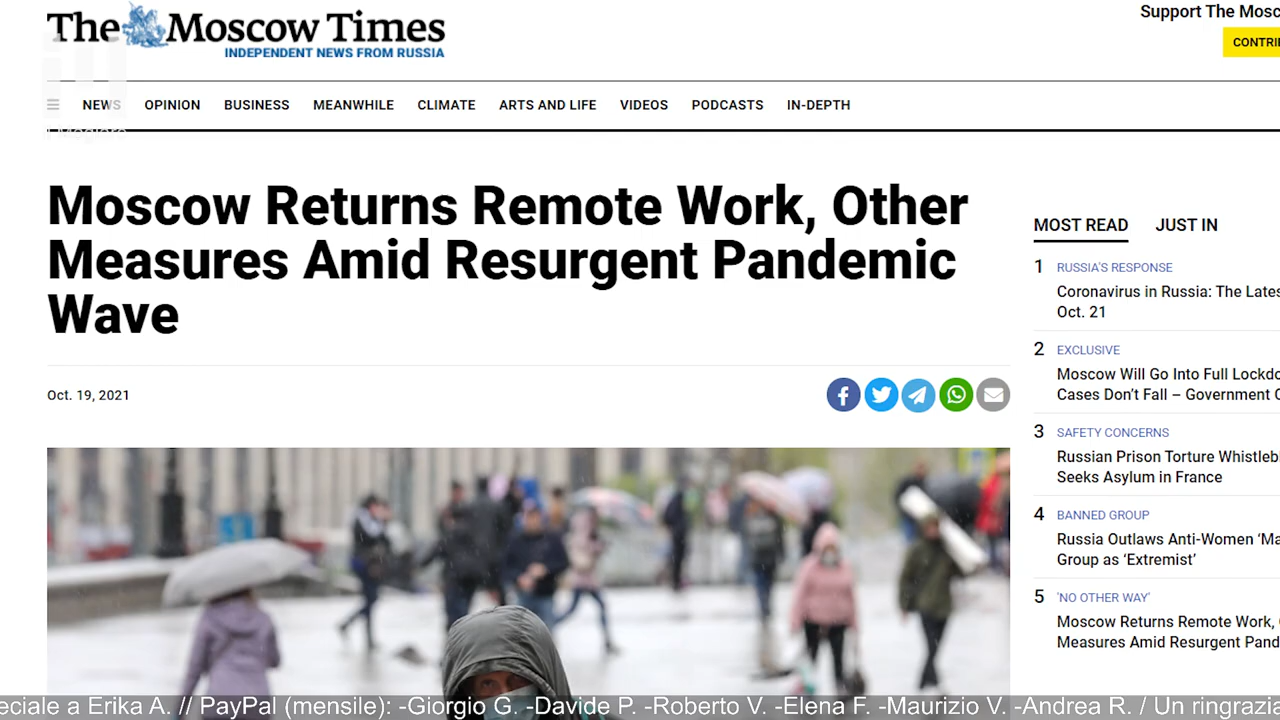 The Moscow Times
INDEPENDENT NEWS FROM RUSSIA
Support The Mosc
CONTRI
NEWS OPINION BUSINESS MEANWHILE CLIMATE ARTS AND LIFE VIDEOS PODCASTS IN-DEPTH
Moscow Returns Remote Work, Other
Measures Amid Resurgent Pandemic
Wave
Oct. 19, 2021
MOST READ JUST IN
1 RUSSIA'S RESPONSE
Coronavirus in Russia: The Lates
Oct. 21
2 EXCLUSIVE
Moscow Will Go Into Full Lockdo
Cases Don’t Fall – Government
3 SAFETY CONCERNS
Russian Prison Torture Whistlebl
Seeks Asylum in France
4 BANNED GROUP
Russia Outlaws Anti-Women ‘Ma
Group as ‘Extremist’
5 'NO OTHER WAY'
Moscow Returns Remote Work,
Measures Amid Resurgent Pand
eciale a Erika A. // PayPal (mensile): -Giorgio G. -Davide P. -Roberto V. -Elena F. -Maurizio V. -Andrea R. / Un ringrazia